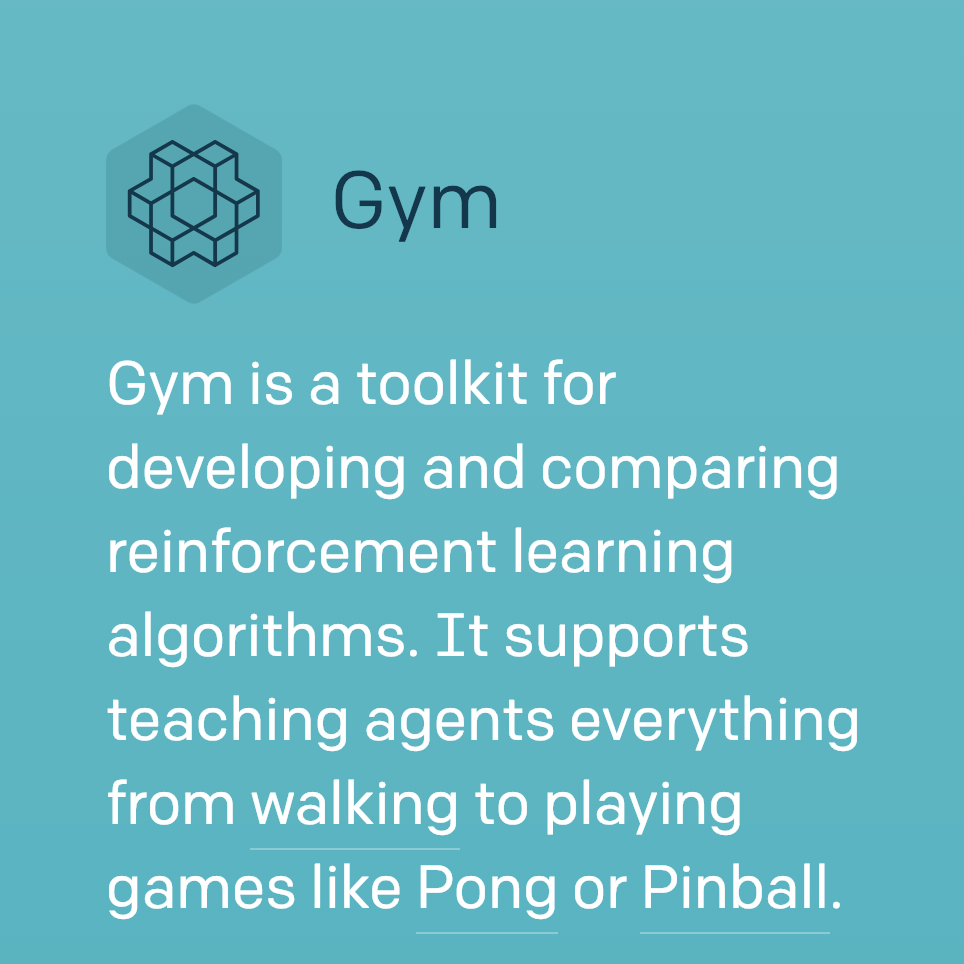 Gym
Gym is a toolkit for
developing and comparing
reinforcement learning
algorithms. It supports
teaching agents everything
from walking to playing
games like Pong or Pinball.